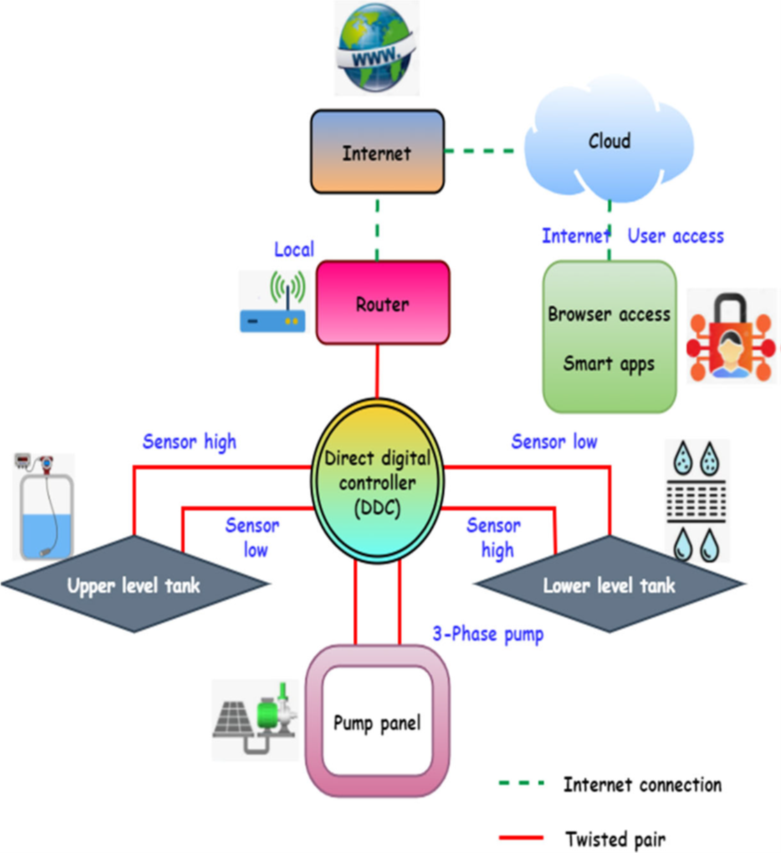 WWW.
Internet
Cloud
Internet User access
Local
Router
Browser access
Smart apps
Sensor high
Sensor low
Direct digital
controller
(DDC)
Sensor
low
Sensor
high
Upper level tank
Lower level tank
3-Phase pump
Pump panel
Internet connection
Twisted pair